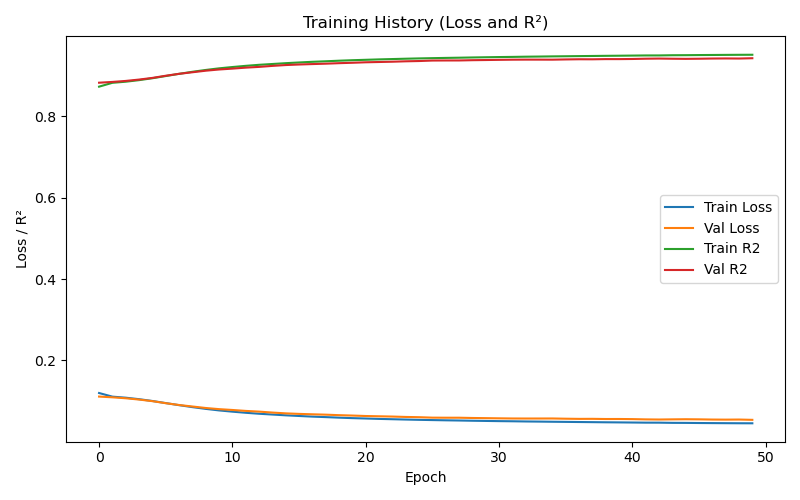 Training History (Loss and R²)
Loss / R²
0.8
0.6
0.4
0.2
Train Loss
Val Loss
Train R2
Val R2
0 10 20 30 40 50
Epoch